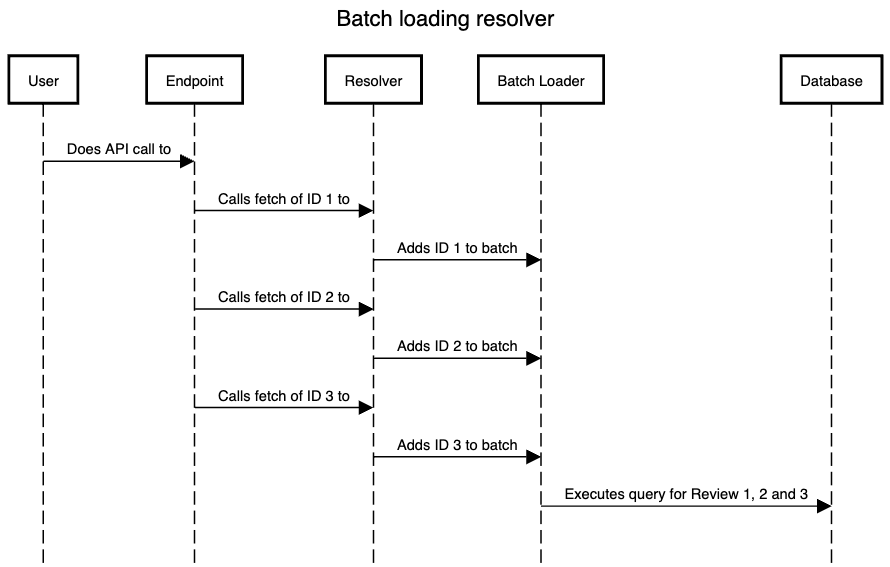 Batch loading resolver
User
Endpoint
Resolver
Batch Loader
Database
Does API call to
Calls fetch of ID 1 to
Adds ID 1 to batch
Calls fetch of ID 2 to
Adds ID 2 to batch
Calls fetch of ID 3 to
Adds ID 3 to batch
Executes query for Review 1, 2 and 3